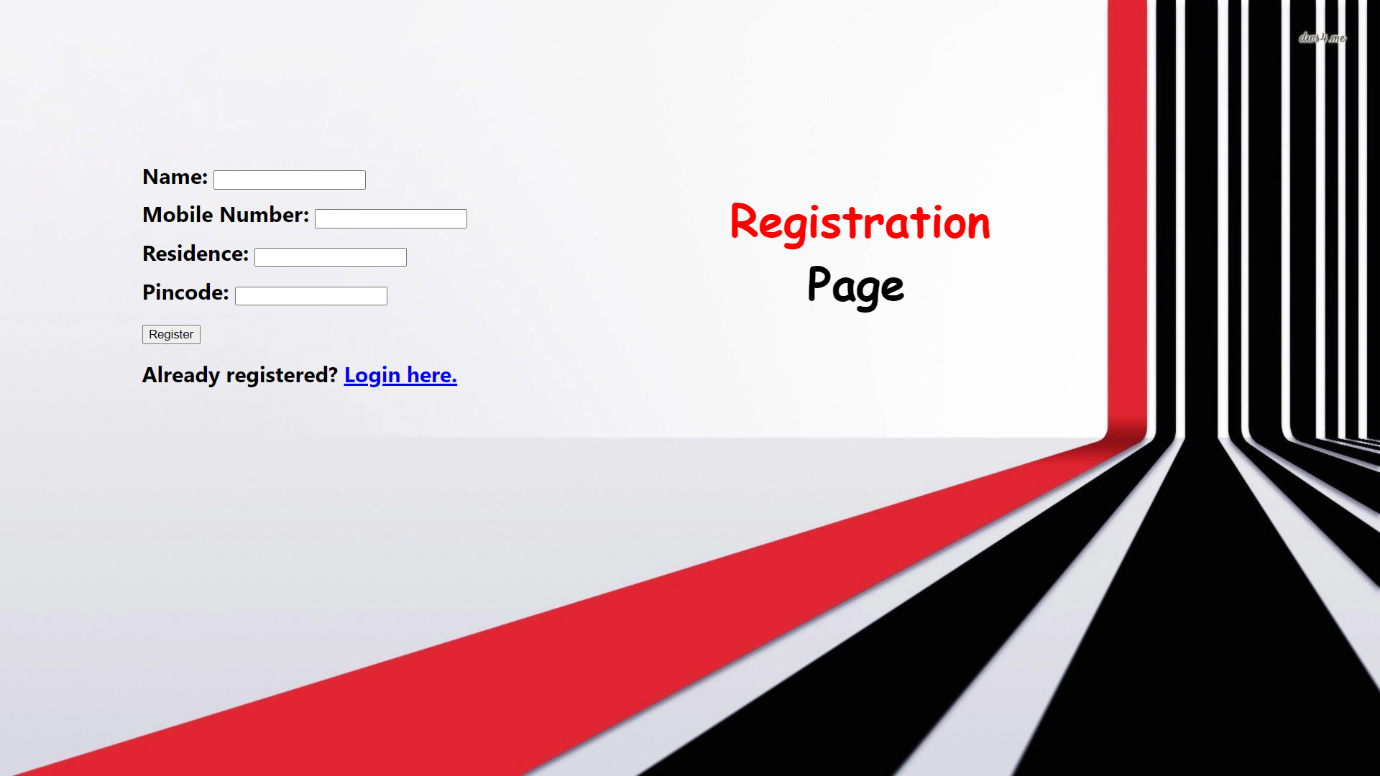 Name:
Mobile Number:
Residence:
Pincode:
Register
Already registered? Login here.
Registration
Page